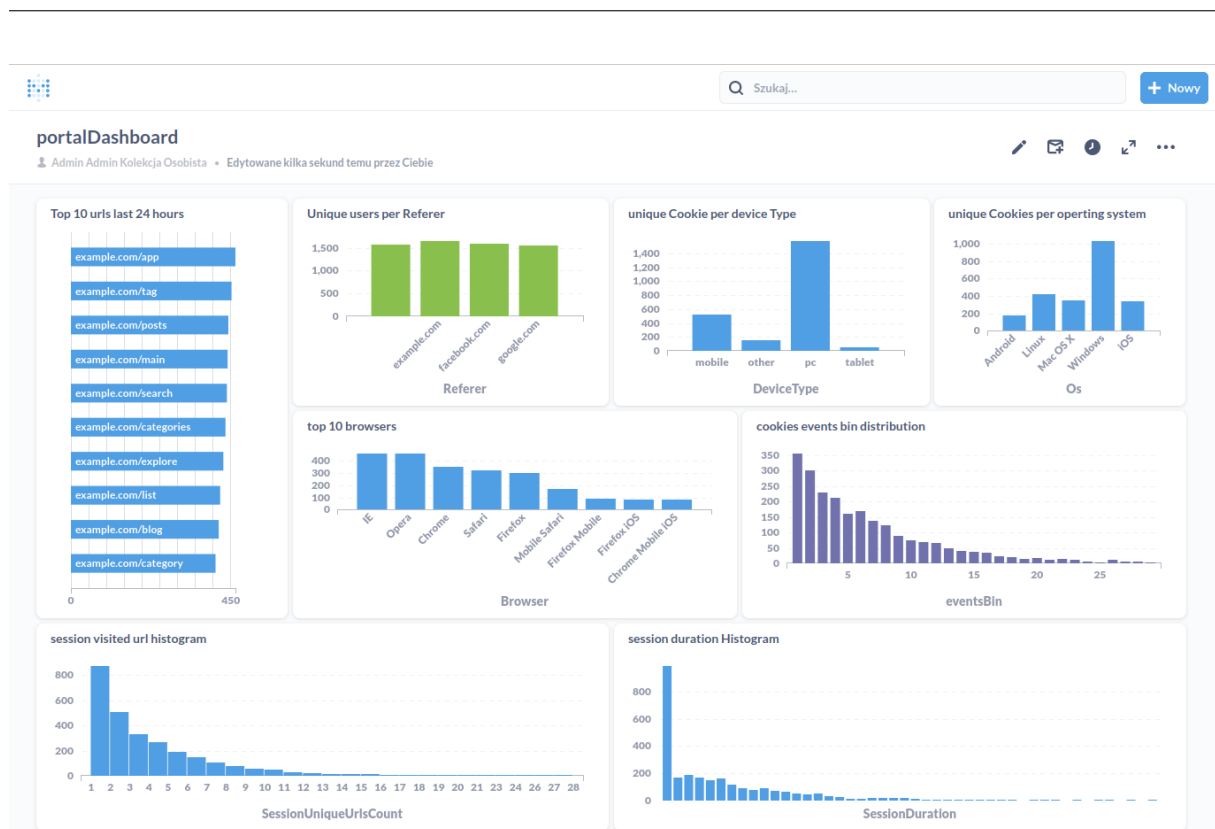 Szukaj...
+ Nowy
portalDashboard
Admin Admin Kolekcja Osobista • Edytowane kilka sekund temu przez Ciebie
Top 10 urls last 24 hours
example.com/app
example.com/tag
example.com/posts
example.com/main
example.com/search
example.com/categories
example.com/explore
example.com/list
example.com/blog
example.com/category
0 450
Unique users per Referer
1,500
1,000
500
0
example.com facebook.com google.com
Referer
unique Cookie per device Type
1,400
1,200
1,000
800
600
400
200
0
mobile other pc tablet
DeviceType
unique Cookies per operting system
1,000
800
600
400
200
0
Android Linux Mac OS X Windows iOS
Os
top 10 browsers
400
300
200
100
0
IE Opera Chrome Safari Firefox Mobile Safari Firefox Mobile Firefox iOS Chrome Mobile iOS
Browser
cookies events bin distribution
350
300
250
200
150
100
50
0
5 10 15 20 25
eventsBin
session visited url histogram
800
600
400
200
0
1 2 3 4 5 6 7 8 9 10 11 12 13 14 15 16 17 18 19 20 21 23 24 26 27 28
SessionUniqueUrlsCount
session duration Histogram
800
600
400
200
0
SessionDuration